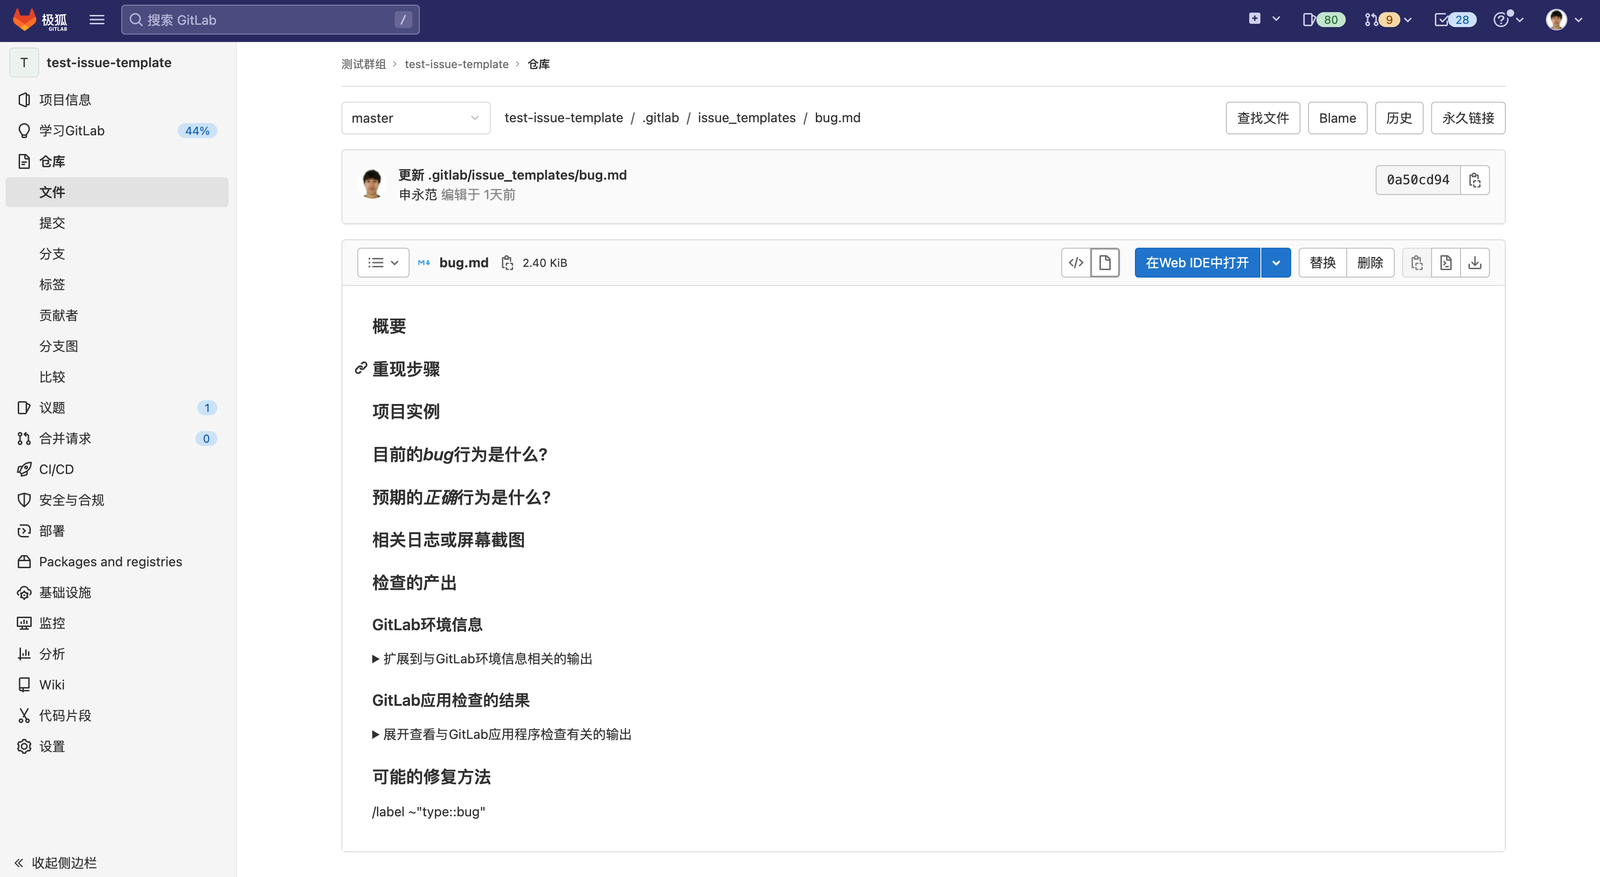 极狐
GITLAB
搜索 GitLab
/
80
9
28
T
test-issue-template
项目信息
学习GitLab
44%
仓库
文件
提交
分支
标签
贡献者
分支图
比较
议题
1
合并请求
0
CI/CD
安全与合规
部署
Packages and registries
基础设施
监控
分析
Wiki
代码片段
设置
收起侧边栏
测试群组 › test-issue-template › 仓库
master
test-issue-template / .gitlab / issue_templates / bug.md
查找文件
Blame
历史
永久链接
更新 .gitlab/issue_templates/bug.md
申永范 编辑于 1天前
0a50cd94
bug.md
2.40 KiB
</>
在Web IDE中打开
替换
删除
概要
重现步骤
项目实例
目前的bug行为是什么?
预期的正确行为是什么?
相关日志或屏幕截图
检查的产出
GitLab环境信息
扩展到与GitLab环境信息相关的输出
GitLab应用检查的结果
展开查看与GitLab应用程序检查有关的输出
可能的修复方法
/label ~"type::bug"